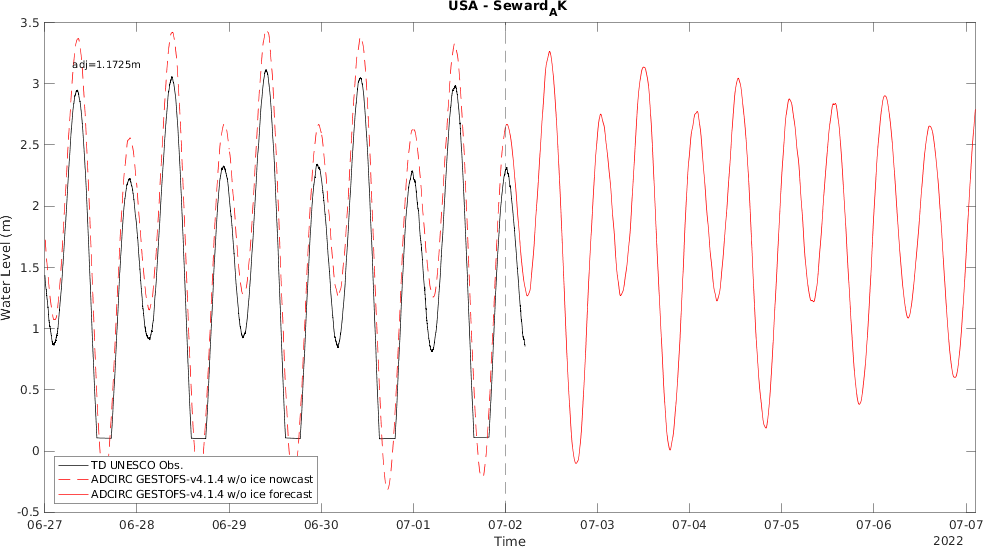 USA - Seward_AK
3.5
3
2.5
2
1.5
1
0.5
0
-0.5
Water Level (m)
adj=1.1725m
TD UNESCO Obs.
ADCIRC GESTOFS-v4.1.4 w/o ice nowcast
ADCIRC GESTOFS-v4.1.4 w/o ice forecast
06-27 06-28 06-29 06-30 07-01 07-02 07-03 07-04 07-05 07-06 07-07
Time
2022